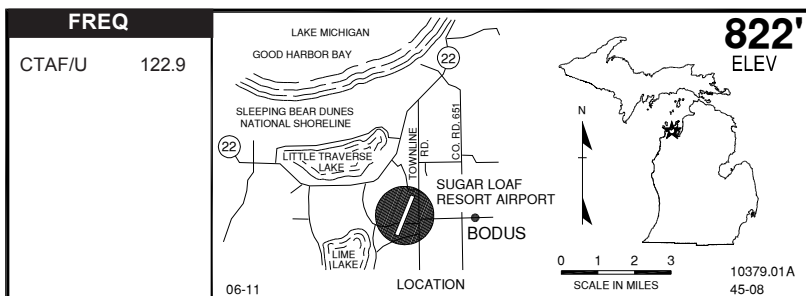 FREQ
CTAF/U 122.9
LAKE MICHIGAN
GOOD HARBOR BAY
22
SLEEPING BEAR DUNES
NATIONAL SHORELINE
22
LITTLE TRAVERSE
LAKE
TOWNLINE
RD.
CO. RD. 651
SUGAR LOAF
RESORT AIRPORT
BODUS
LIME
LAKE
06-11
LOCATION
822'
ELEV
N
0 1 2 3
SCALE IN MILES
10379.01A
45-08